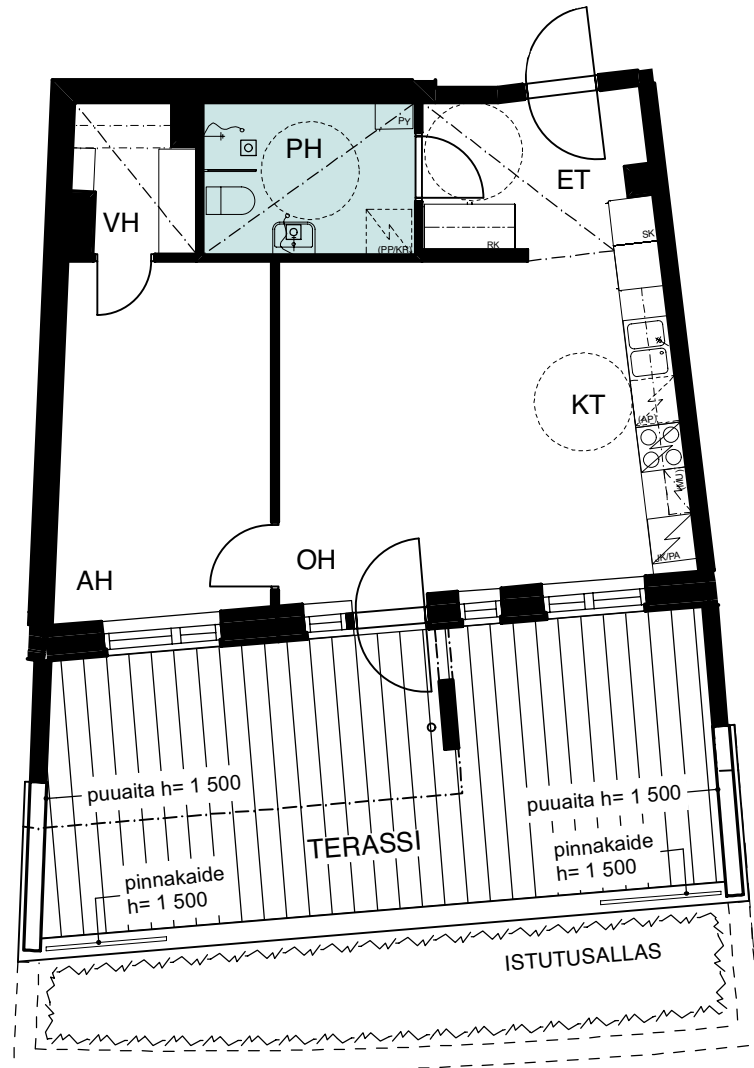 PH
PY
ET
VH
(PP/KR)
RK
SK
KT
(AP)
(MU)
JK/PA
OH
AH
puuaita h= 1 500
puuaita h= 1 500
TERASSI
pinnakaide
h= 1 500
pinnakaide
h= 1 500
ISTUTUSALLAS